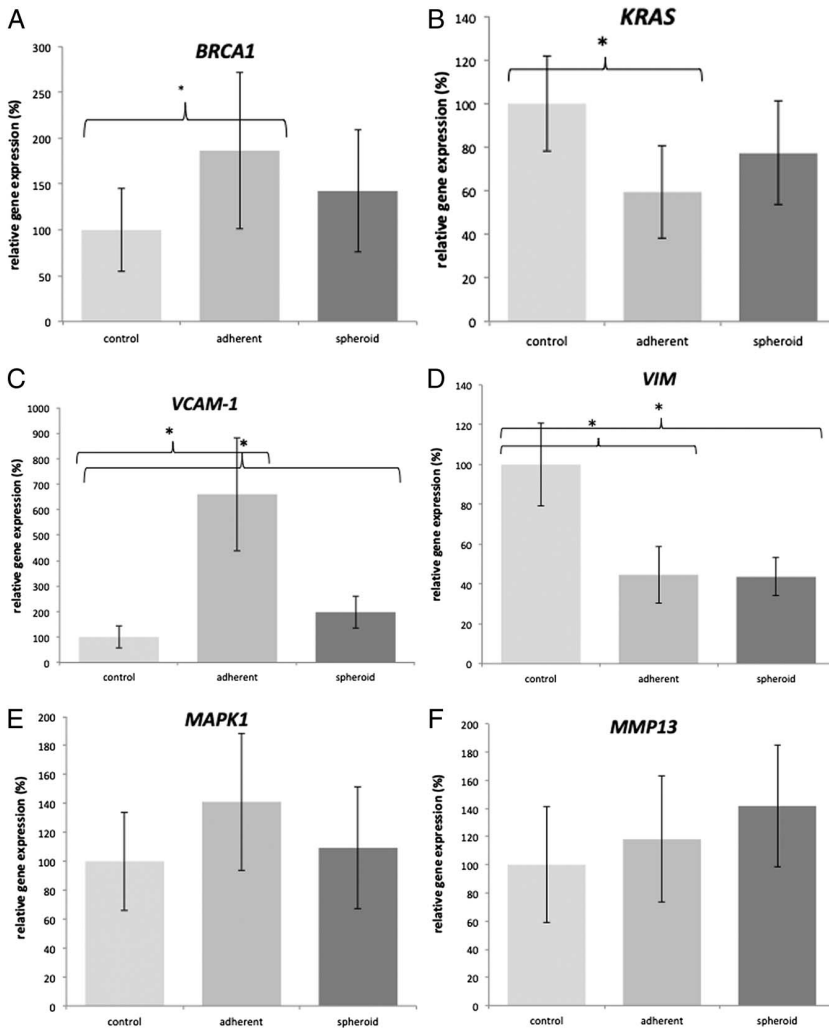 A
BRCA1
*
relative gene expression (%)
300
250
200
150
100
50
0
control adherent spheroid
B
KRAS
*
relative gene expression (%)
140
120
100
80
60
40
20
0
control adherent spheroid
C
VCAM-1
* *
relative gene expression (%)
1000
900
800
700
600
500
400
300
200
100
0
control adherent spheroid
D
VIM
* *
relative gene expression (%)
140
120
100
80
60
40
20
0
control adherent spheroid
E
MAPK1
relative gene expression (%)
200
180
160
140
120
100
80
60
40
20
0
control adherent spheroid
F
MMP13
relative gene expression (%)
200
180
160
140
120
100
80
60
40
20
0
control adherent spheroid